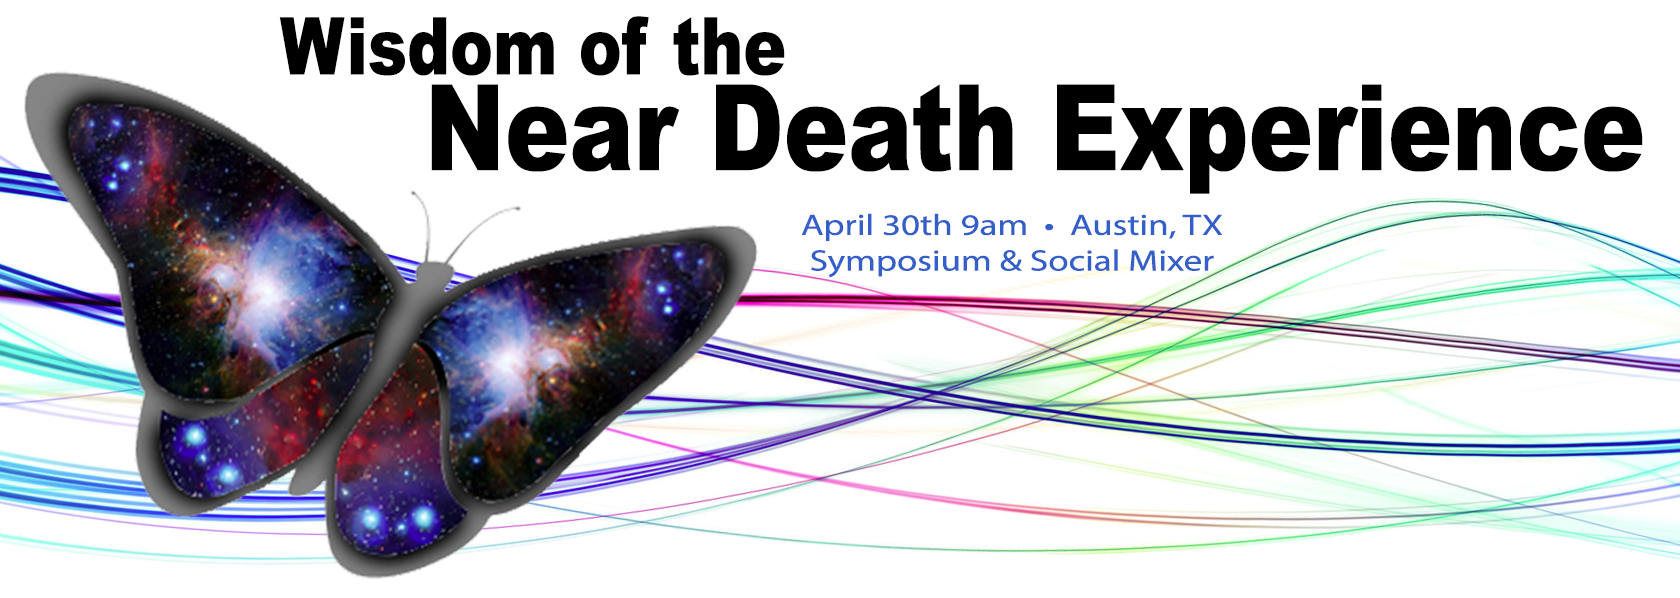 Wisdom of the
Near Death Experience
April 30th 9am • Austin, TX
Symposium & Social Mixer